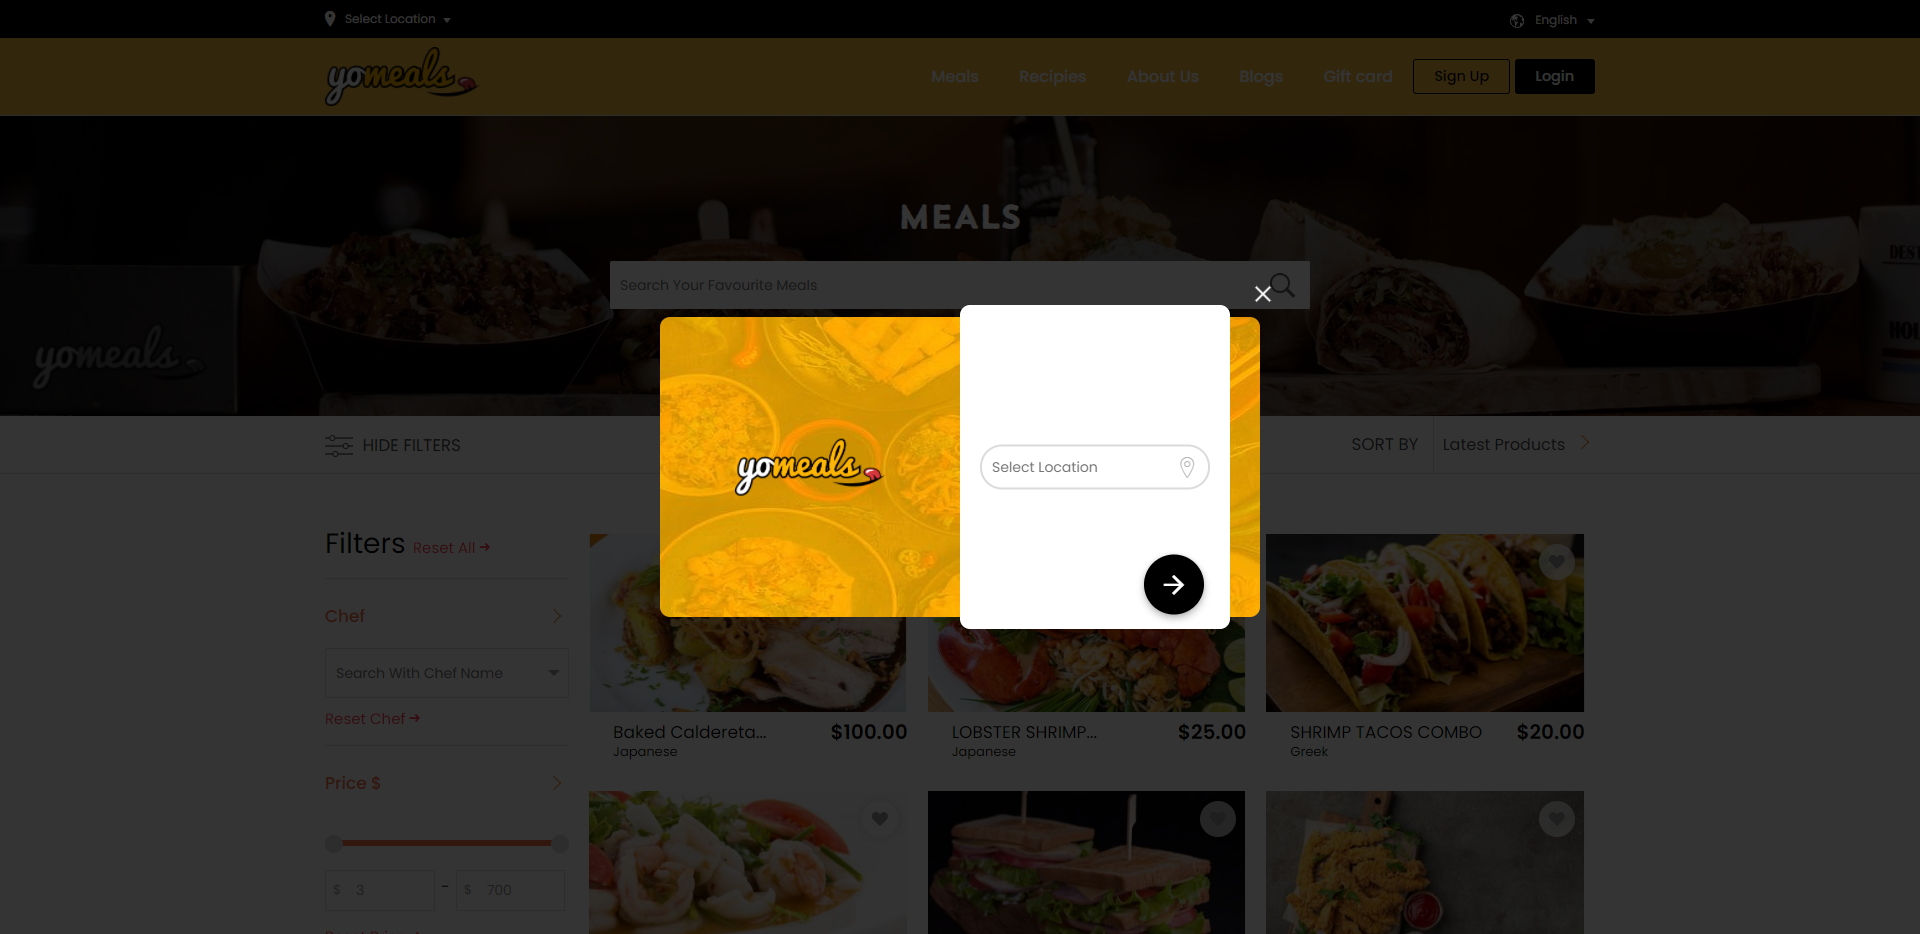 Select Location
English
yomeals
Meals
Recipies
About Us
Blogs
Gift card
Sign Up
Login
MEALS
Search Your Favourite Meals
yomeals
HIDE FILTERS
SORT BY
Latest Products
yomeals
Select Location
Filters
Reset All
Chef
Search With Chef Name
Reset Chef
Price $
$ 3 - $ 700
Baked Caldereta...
$100.00
Japanese
LOBSTER SHRIMP...
$25.00
Japanese
SHRIMP TACOS COMBO
$20.00
Greek